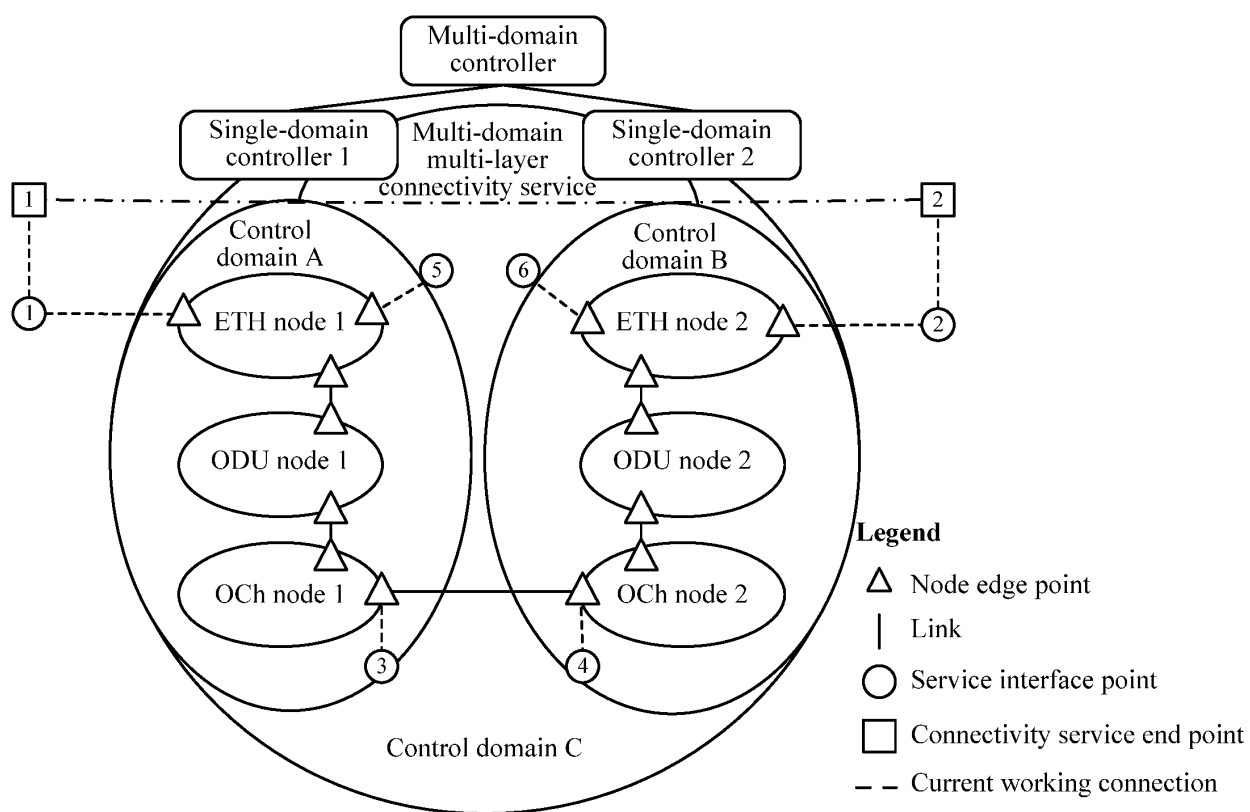 Multi-domain
controller
Single-domain
controller 1
Multi-domain
multi-layer
connectivity service
Single-domain
controller 2
1
2
Control
domain A
5
6
Control
domain B
1
ETH node 1
ETH node 2
2
ODU node 1
ODU node 2
OCh node 1
OCh node 2
3
4
Control domain C
Legend
Node edge point
Link
Service interface point
Connectivity service end point
Current working connection